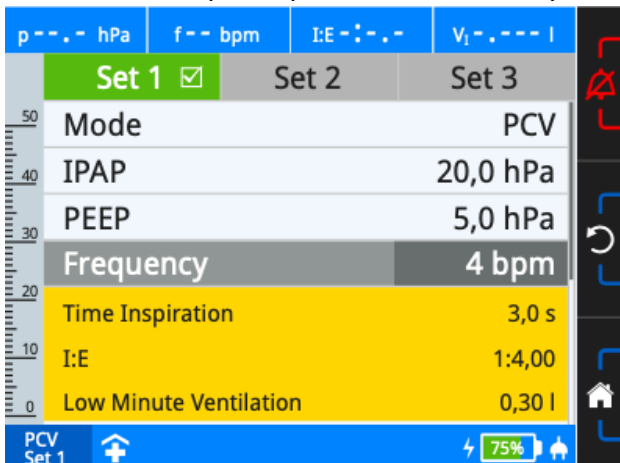 p--.- hPa f-- bpm I:E-:-.- VI-.--- l
Set 1 Set 2 Set 3
50 Mode PCV
40 IPAP 20,0 hPa
30 PEEP 5,0 hPa
Frequency 4 bpm
20 Time Inspiration 3,0 s
10 I:E 1:4,00
0 Low Minute Ventilation 0,30 l
PCV
Set 1 75%